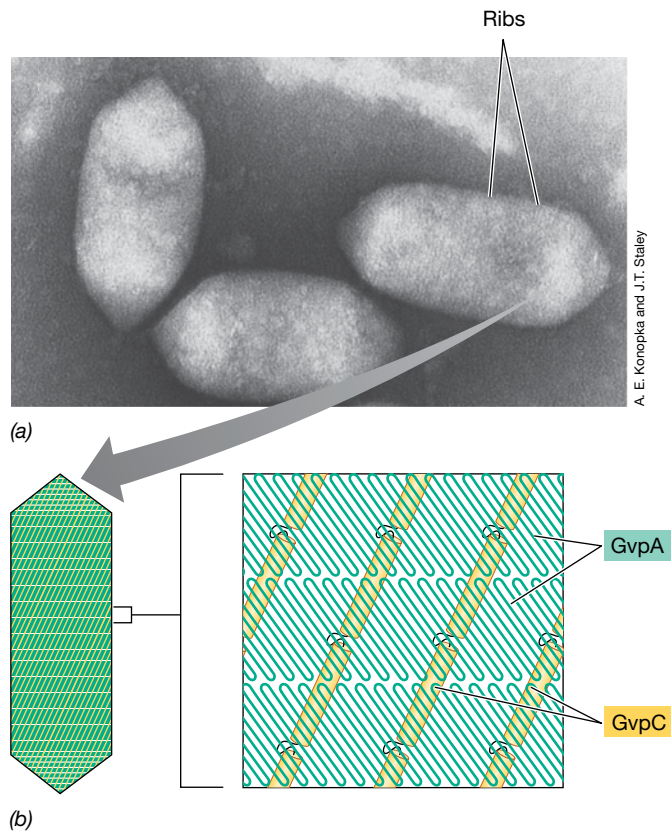 Ribs
A. E. Konopka and J.T. Staley
(a)
GvpA
GvpC
(b)